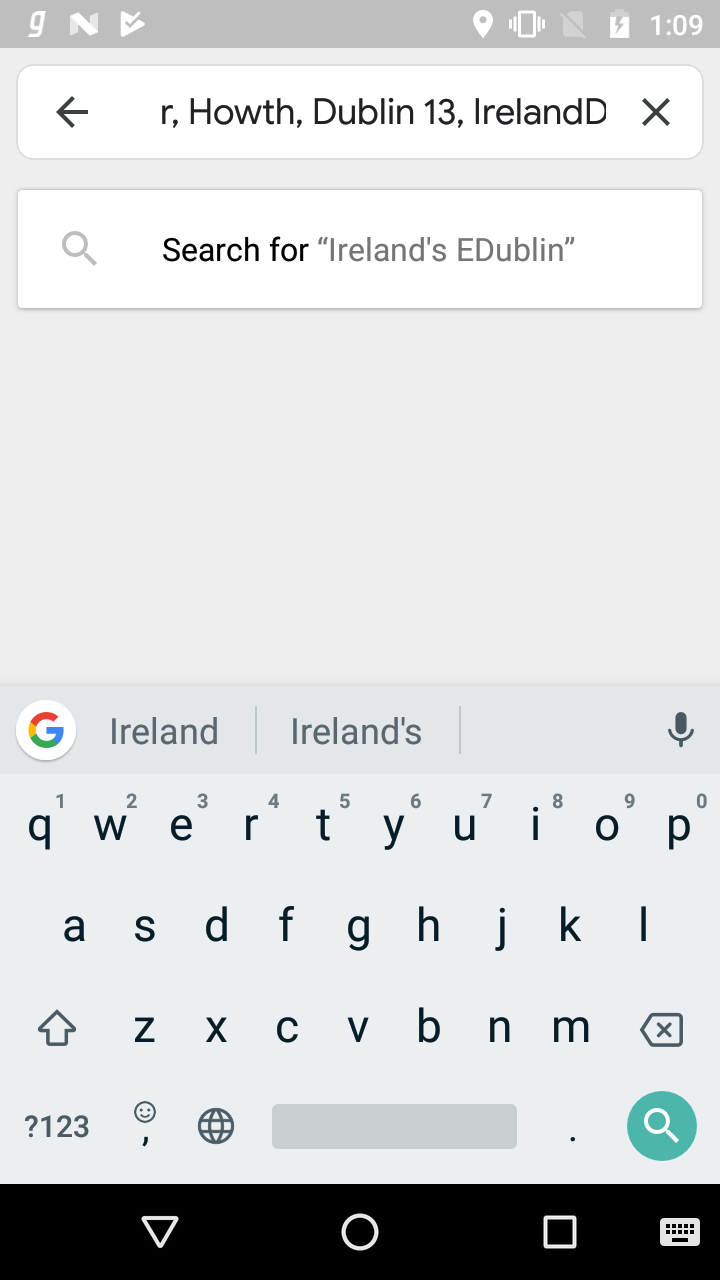 1:09
r, Howth, Dublin 13, IrelandD
Search for “Ireland's EDublin”
Ireland Ireland's
1 2 3 4 5 6 7 8 9 0
q w e r t y u i o p
a s d f g h j k l
z x c v b n m
?123 , .